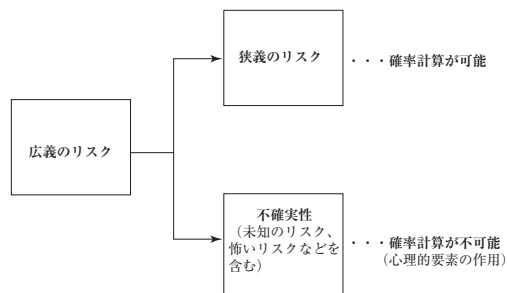 狭義のリスク
・・・確率計算が可能
広義のリスク
不確実性
（未知のリスク、
怖いリスクなどを
含む）
・・・確率計算が不可能
（心理的要素の作用）